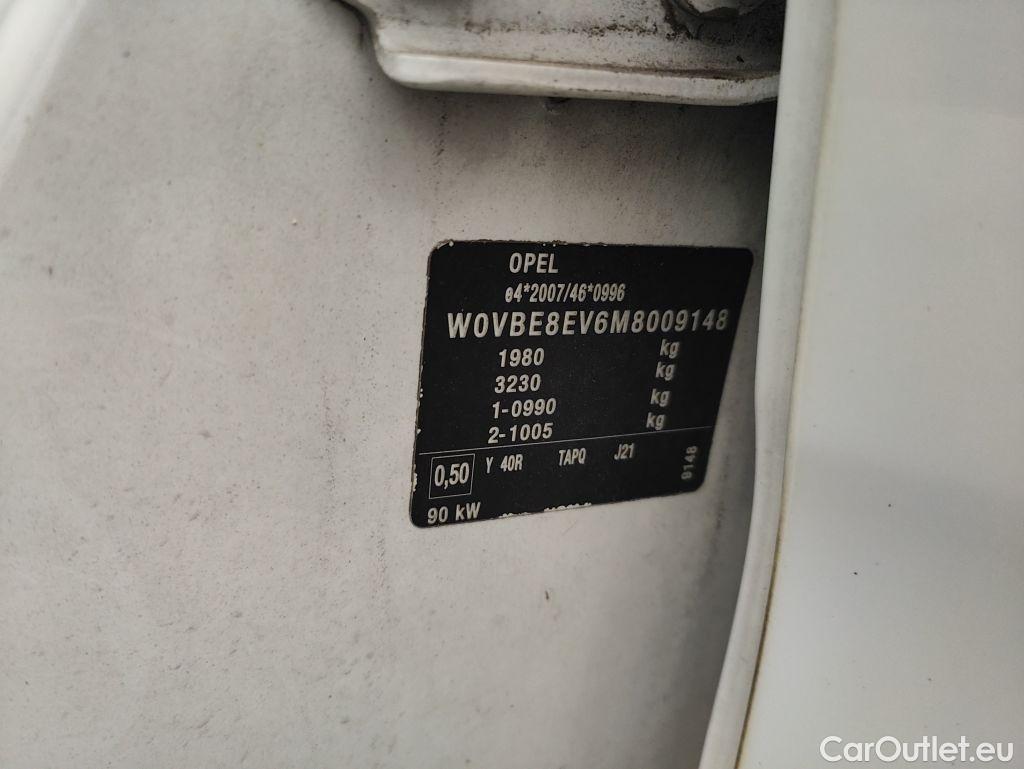 OPEL
e4*2007/46*0996
W0VBE8EV6M8009148
1980 kg
3230 kg
1-0990 kg
2-1005 kg
0,50 Y 40R TAPQ J21 9148
90 kW
CarOutlet.eu